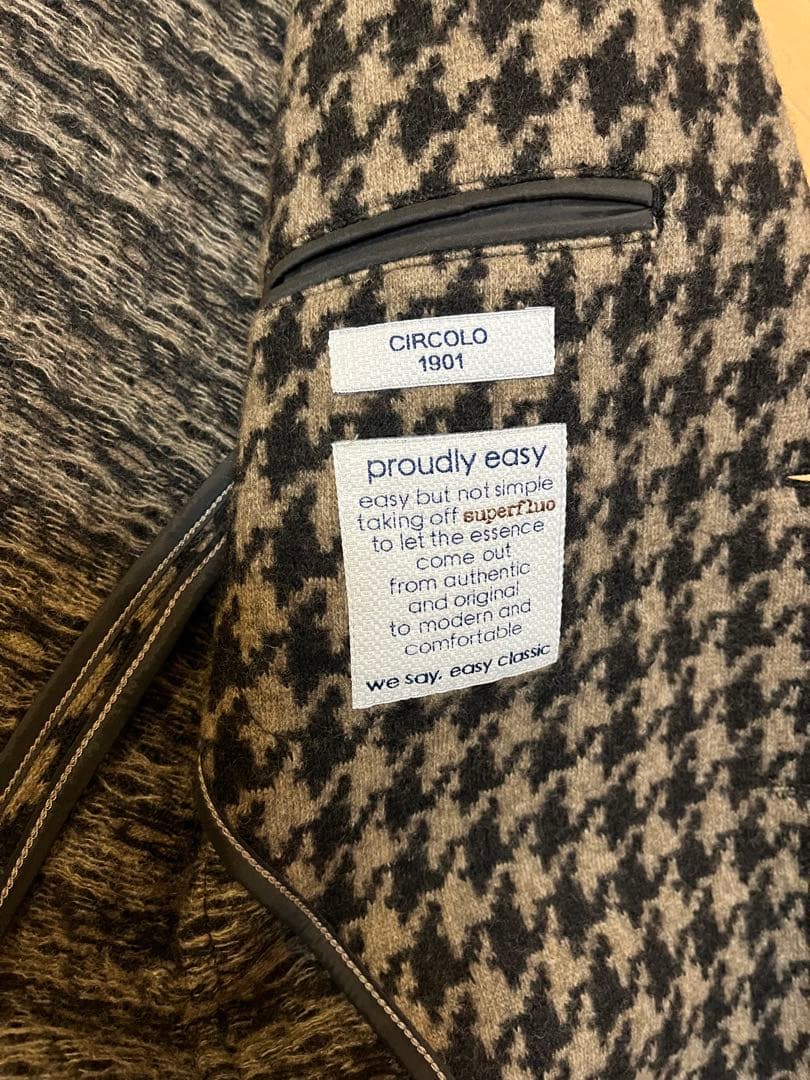 CIRCOLO
1901
proudly easy
easy but not simple
taking off superfluo
to let the essence
come out
from authentic
and original
to modern and
comfortable
we say. easy classic